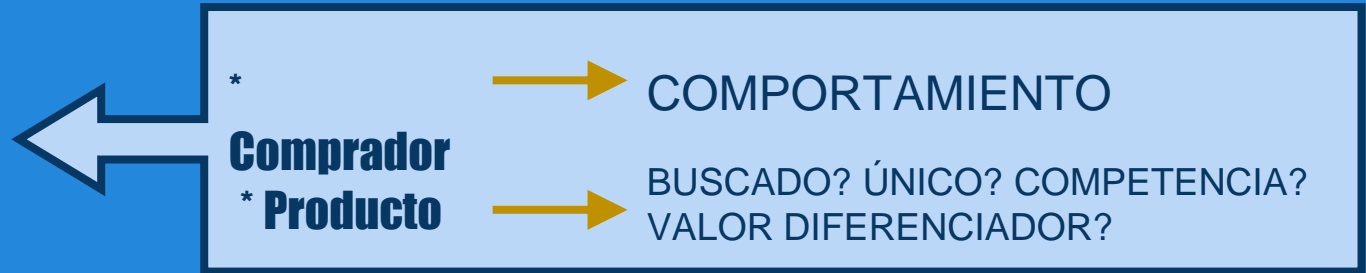 *
Comprador
* Producto
COMPORTAMIENTO
BUSCADO? ÚNICO? COMPETENCIA?
VALOR DIFERENCIADOR?